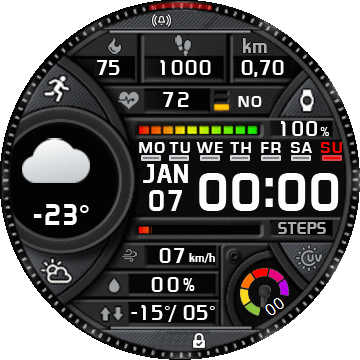 (A)
km
75 1000 0,70
72 NO
100%
MO TU WE TH FR SA SU
JAN
07 00:00
-23°
STEPS
07 km/h
UV
00%
00
-15°/ 05°